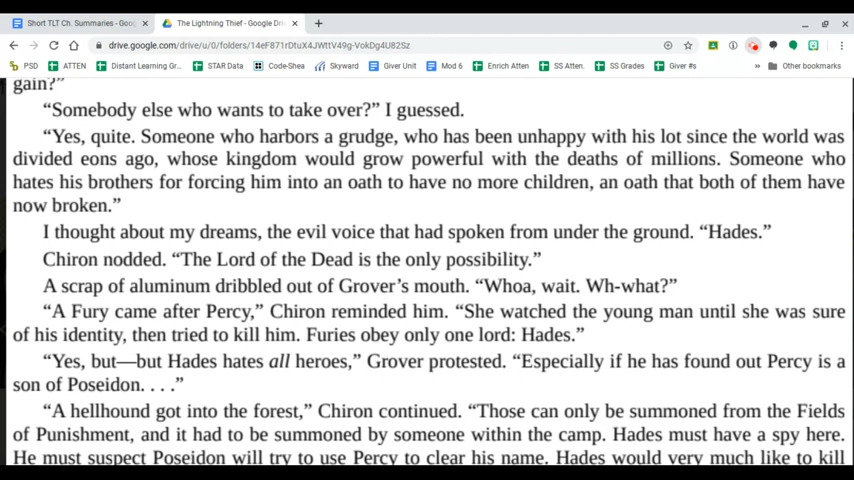 Short TLT Ch. Summaries - Goog
The Lightning Thief - Google Driv
drive.google.com/drive/u/0/folders/14eF871rDtuX4JWttV49g-VokDg4U82Sz
PSD ATTEN Distant Learning Gr... STAR Data Code-Shea Skyward Giver Unit Mod 6 Enrich Atten SS Atten. SS Grades Giver #s » Other bookmarks
gain?”
“Somebody else who wants to take over?” I guessed.
“Yes, quite. Someone who harbors a grudge, who has been unhappy with his lot since the world was
divided eons ago, whose kingdom would grow powerful with the deaths of millions. Someone who
hates his brothers for forcing him into an oath to have no more children, an oath that both of them have
now broken.”
I thought about my dreams, the evil voice that had spoken from under the ground. “Hades.”
Chiron nodded. “The Lord of the Dead is the only possibility.”
A scrap of aluminum dribbled out of Grover’s mouth. “Whoa, wait. Wh-what?”
“A Fury came after Percy,” Chiron reminded him. “She watched the young man until she was sure
of his identity, then tried to kill him. Furies obey only one lord: Hades.”
“Yes, but—but Hades hates all heroes,” Grover protested. “Especially if he has found out Percy is a
son of Poseidon. . . .”
“A hellhound got into the forest,” Chiron continued. “Those can only be summoned from the Fields
of Punishment, and it had to be summoned by someone within the camp. Hades must have a spy here.
He must suspect Poseidon will try to use Percy to clear his name. Hades would very much like to kill